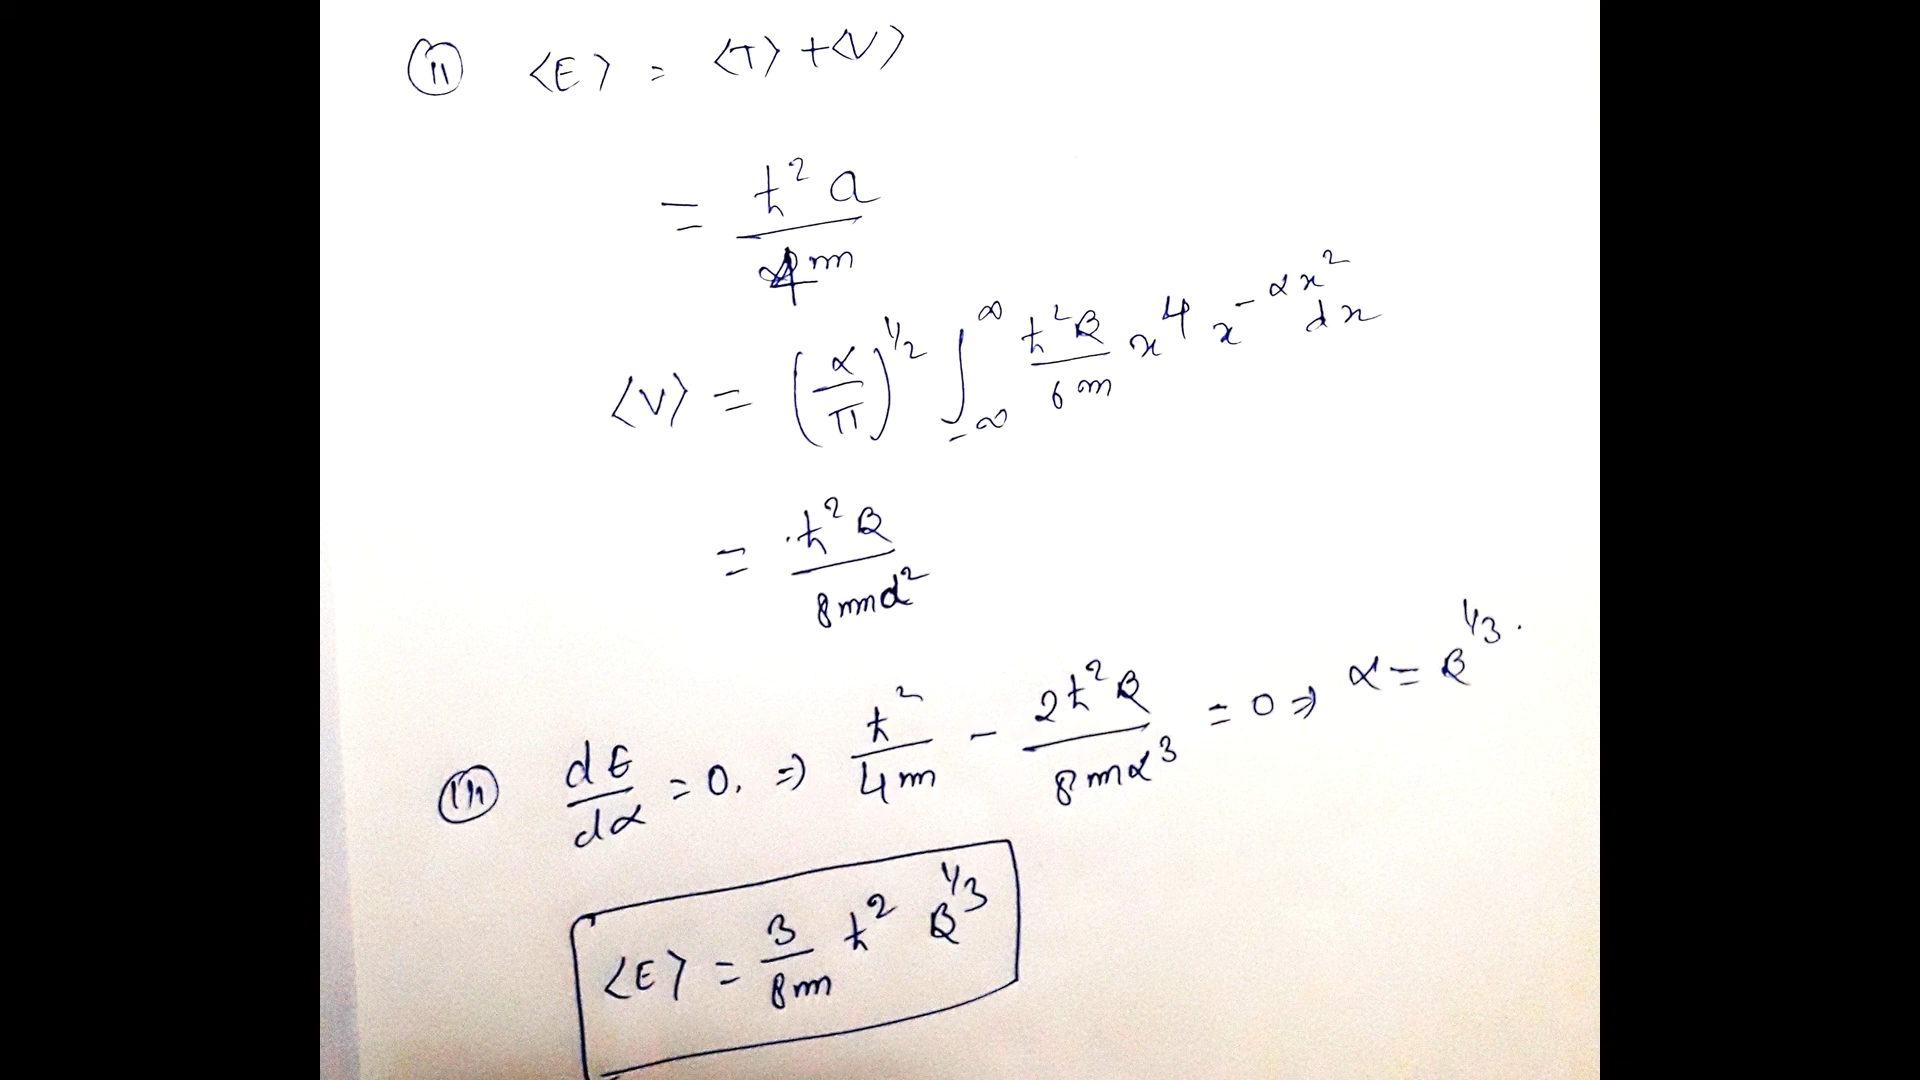 (ii) <E> = <T> + <V>
= ħ² a / 4m
<V> = (α/π)^1/2 ∫_-∞^∞ ħ²β/6m x⁴ x^-αx² dx
= ħ²β / 8mα²
(iii) dE/dα = 0. ⇒ ħ²/4m - 2ħ²β/8mα³ = 0 ⇒ α = β^1/3.
<E> = 3/8m ħ² β^1/3